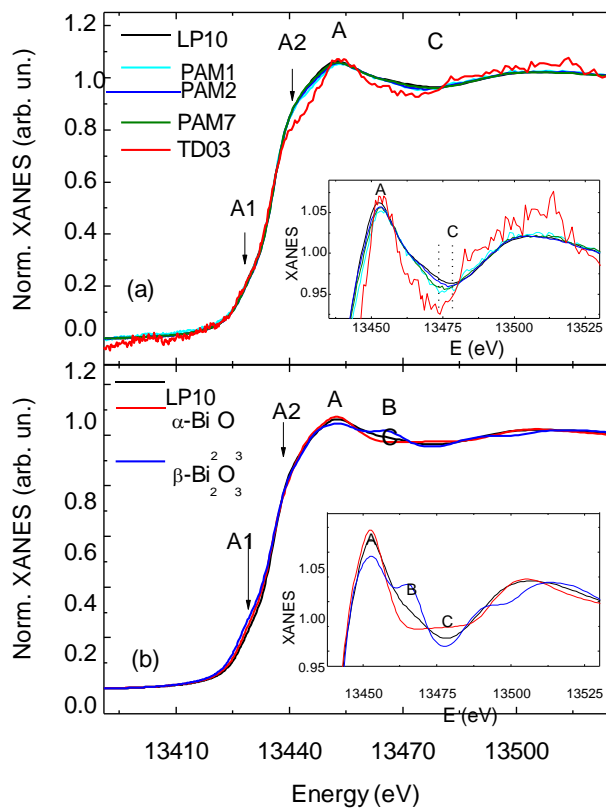 A
A2
C
LP10
PAM1
PAM2
PAM7
TD03
A1
(a)
Norm. XANES (arb. un.)
1.2
1.0
0.8
0.6
0.4
0.2
0.0
A
C
XANES
1.05
1.00
0.95
13450 13475 13500 13530
E (eV)
LP10
α-Bi O
2 3
β-Bi O
2 3
A2
A
B
C
A1
(b)
Norm. XANES (arb. un.)
1.2
1.0
0.8
0.6
0.4
0.2
0.0
A
B
C
XANES
1.05
1.00
0.95
13450 13475 13500 13530
E (eV)
13410 13440 13470 13500
Energy (eV)